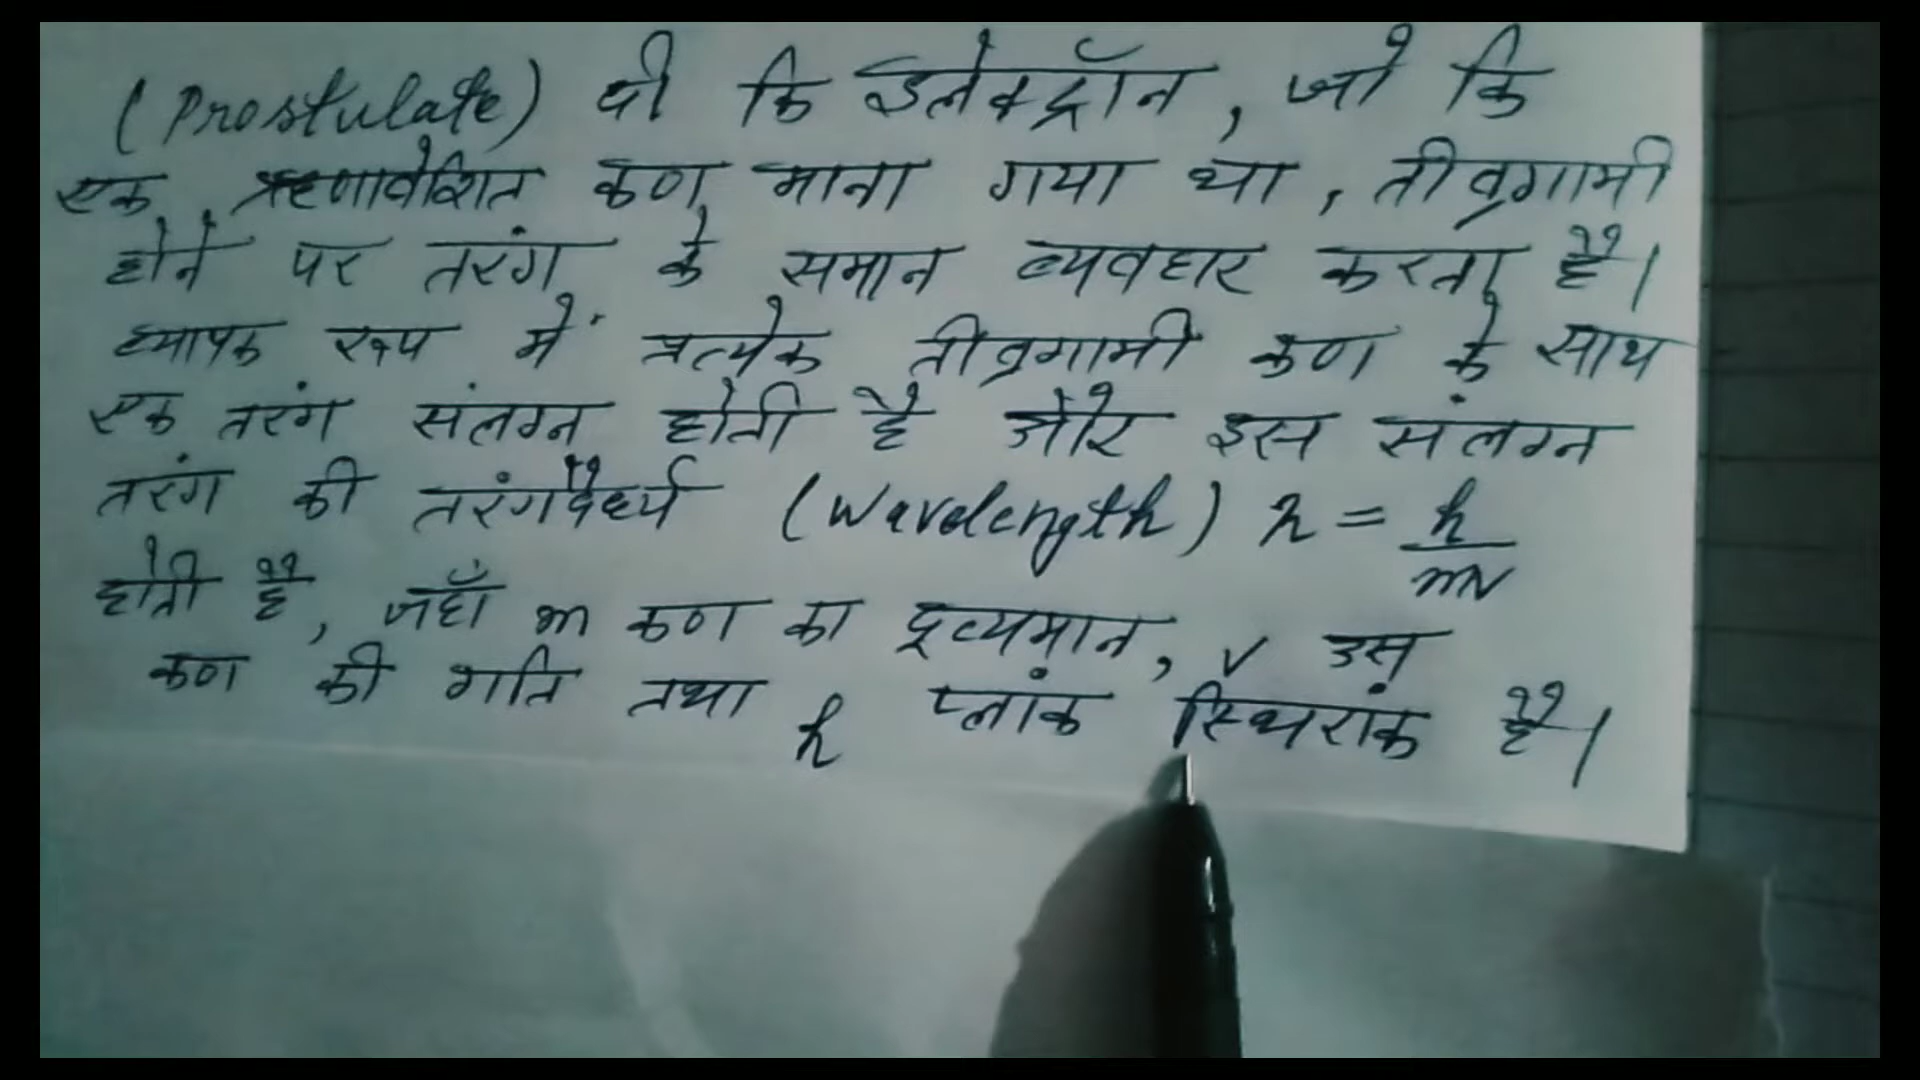 (Prostulate) दी कि इलेक्ट्रॉन, जो कि
एक ऋणावेशित कण माना गया था, तीव्रगामी
होने पर तरंग के समान व्यवहार करता है।
व्यापक रूप में प्रत्येक तीव्रगामी कण के साथ
एक तरंग संलग्न होती है और इस संलग्न
तरंग की तरंगदैर्ध्य (Wavelength) λ = h/mv
होती है, जहाँ m कण का द्रव्यमान, v उस
कण की गति तथा h प्लांक स्थिरांक है।